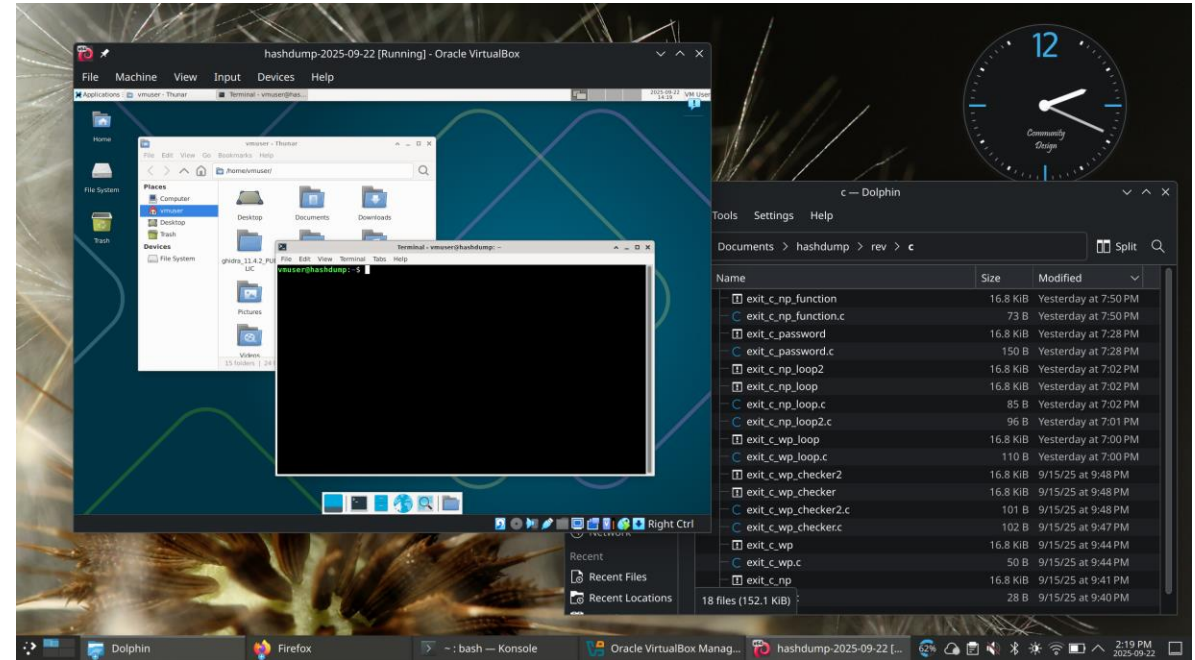 hashdump-2025-09-22 [Running] - Oracle VirtualBox
File Machine View Input Devices Help
Applications : vmuser - Thunar Terminal - vmuser@has... 2025-09-22 14:19 VM User
Home
File System
Trash
vmuser - Thunar
File Edit View Go Bookmarks Help
/home/vmuser/
Places
Computer
vmuser
Desktop
Trash
Devices
File System
Desktop Documents Downloads
ghidra_11.4.2_PUB
LIC
Pictures
Videos
15 folders | 24
Terminal - vmuser@hashdump: ~
File Edit View Terminal Tabs Help
vmuser@hashdump:~$
Right Ctrl
12
Community
Design
c — Dolphin
Tools Settings Help
Documents > hashdump > rev > c Split
Name Size Modified
exit_c_np_function 16.8 KiB Yesterday at 7:50 PM
exit_c_np_function.c 73 B Yesterday at 7:50 PM
exit_c_password 16.8 KiB Yesterday at 7:28 PM
exit_c_password.c 150 B Yesterday at 7:28 PM
exit_c_np_loop2 16.8 KiB Yesterday at 7:02 PM
exit_c_np_loop 16.8 KiB Yesterday at 7:02 PM
exit_c_np_loop.c 85 B Yesterday at 7:02 PM
exit_c_np_loop2.c 96 B Yesterday at 7:01 PM
exit_c_wp_loop 16.8 KiB Yesterday at 7:00 PM
exit_c_wp_loop.c 110 B Yesterday at 7:00 PM
exit_c_wp_checker2 16.8 KiB 9/15/25 at 9:48 PM
exit_c_wp_checker 16.8 KiB 9/15/25 at 9:48 PM
exit_c_wp_checker2.c 101 B 9/15/25 at 9:48 PM
exit_c_wp_checker.c 102 B 9/15/25 at 9:47 PM
exit_c_wp 16.8 KiB 9/15/25 at 9:44 PM
exit_c_wp.c 50 B 9/15/25 at 9:44 PM
exit_c_np 16.8 KiB 9/15/25 at 9:41 PM
28 B 9/15/25 at 9:40 PM
Network
Recent
Recent Files
Recent Locations
18 files (152.1 KiB)
Dolphin Firefox ~ : bash — Konsole Oracle VirtualBox Manag... hashdump-2025-09-22 [... 62% 2:19 PM
2025-09-22